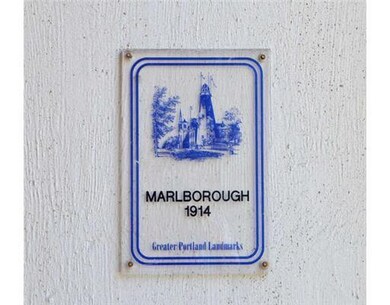 MARLBOROUGH
1914
Greater Portland Landmarks